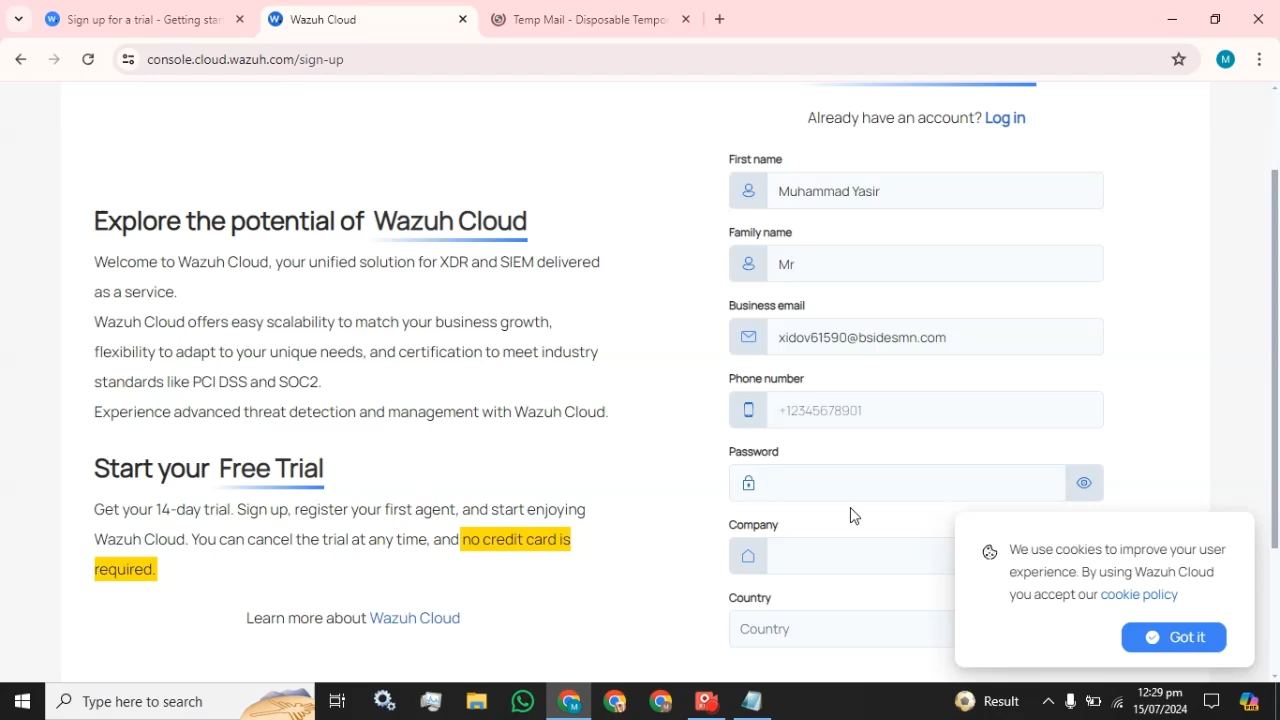 Sign up for a trial - Getting star
Wazuh Cloud
Temp Mail - Disposable Tempor
console.cloud.wazuh.com/sign-up
M
Already have an account? Log in
Explore the potential of Wazuh Cloud
Welcome to Wazuh Cloud, your unified solution for XDR and SIEM delivered
as a service.
Wazuh Cloud offers easy scalability to match your business growth,
flexibility to adapt to your unique needs, and certification to meet industry
standards like PCI DSS and SOC2.
Experience advanced threat detection and management with Wazuh Cloud.
Start your Free Trial
Get your 14-day trial. Sign up, register your first agent, and start enjoying
Wazuh Cloud. You can cancel the trial at any time, and no credit card is
required.
Learn more about Wazuh Cloud
First name
Muhammad Yasir
Family name
Mr
Business email
xidov61590@bsidesmn.com
Phone number
+12345678901
Password
Company
Country
Country
We use cookies to improve your user
experience. By using Wazuh Cloud
you accept our cookie policy
Got it
Type here to search
Result
12:29 pm
15/07/2024